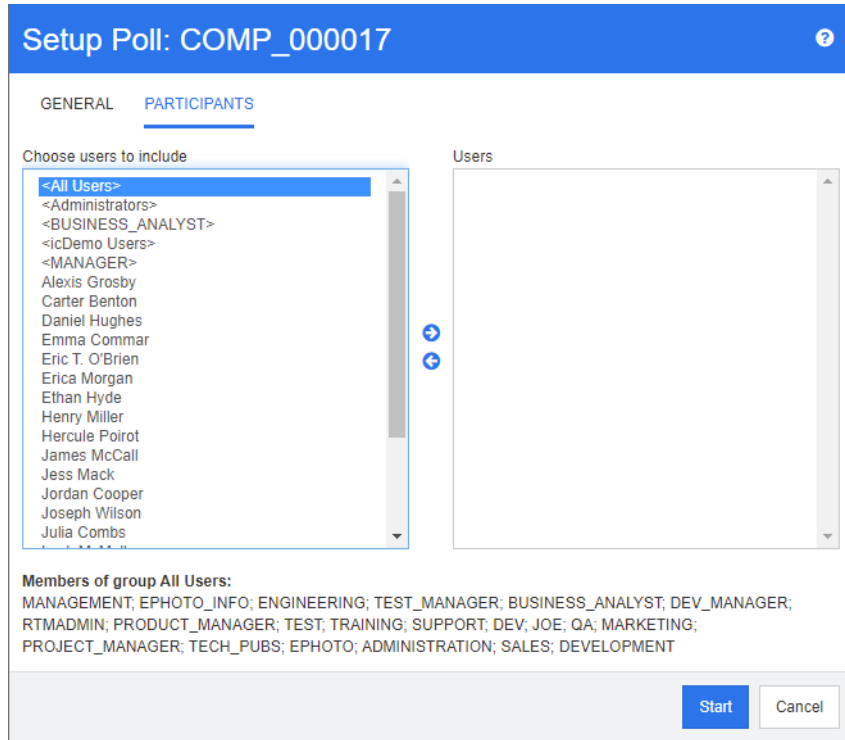 Setup Poll: COMP_000017
?
GENERAL PARTICIPANTS
Choose users to include
<All Users>
<Administrators>
<BUSINESS_ANALYST>
<icDemo Users>
<MANAGER>
Alexis Grosby
Carter Benton
Daniel Hughes
Emma Commar
Eric T. O'Brien
Erica Morgan
Ethan Hyde
Henry Miller
Hercule Poirot
James McCall
Jess Mack
Jordan Cooper
Joseph Wilson
Julia Combs
Users
Members of group All Users:
MANAGEMENT; EPHOTO_INFO; ENGINEERING; TEST_MANAGER; BUSINESS_ANALYST; DEV_MANAGER;
RTMADMIN; PRODUCT_MANAGER; TEST; TRAINING; SUPPORT; DEV; JOE; QA; MARKETING;
PROJECT_MANAGER; TECH_PUBS; EPHOTO; ADMINISTRATION; SALES; DEVELOPMENT
Start Cancel